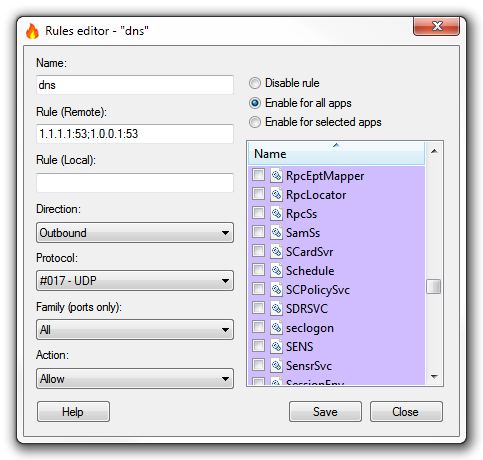 Rules editor - "dns"
Name:
dns
Rule (Remote):
1.1.1.1:53;1.0.0.1:53
Rule (Local):
Direction:
Outbound
Protocol:
#017 - UDP
Family (ports only):
All
Action:
Allow
Disable rule
Enable for all apps
Enable for selected apps
Name
RpcEptMapper
RpcLocator
RpcSs
SamSs
SCardSvr
Schedule
SCPolicySvc
SDRSVC
seclogon
SENS
SensrSvc
SessionEnv
Help
Save
Close